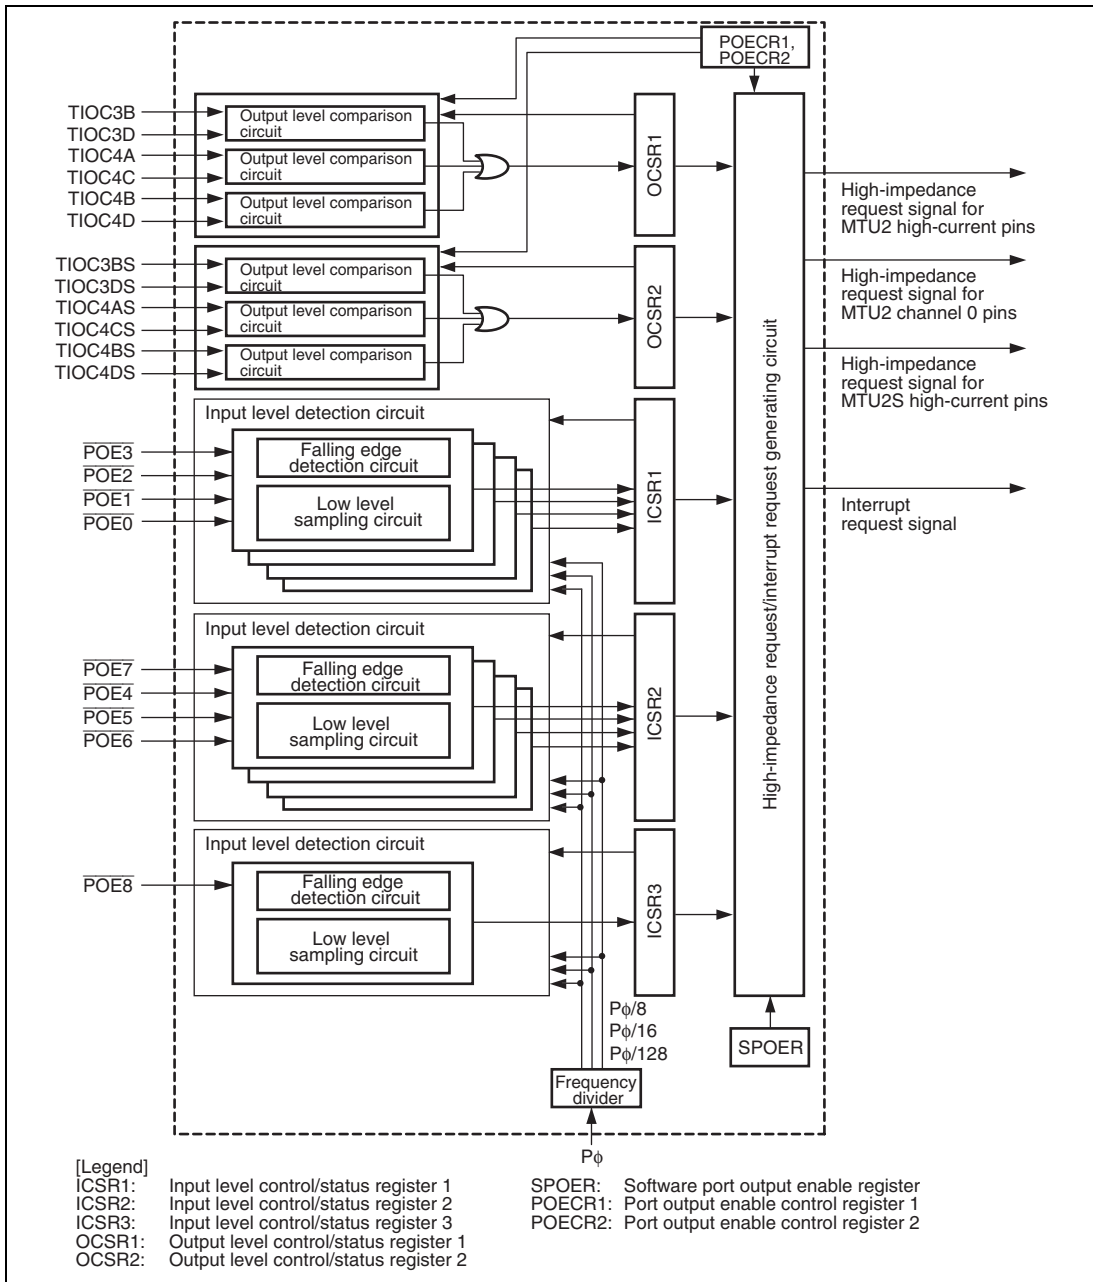 POECR1,
POECR2
TIOC3B
TIOC3D
TIOC4A
TIOC4C
TIOC4B
TIOC4D
Output level comparison
circuit
Output level comparison
circuit
Output level comparison
circuit
OCSR1
TIOC3BS
TIOC3DS
TIOC4AS
TIOC4CS
TIOC4BS
TIOC4DS
Output level comparison
circuit
Output level comparison
circuit
Output level comparison
circuit
OCSR2
Input level detection circuit
POE3
POE2
POE1
POE0
Falling edge
detection circuit
Low level
sampling circuit
ICSR1
Input level detection circuit
POE7
POE4
POE5
POE6
Falling edge
detection circuit
Low level
sampling circuit
ICSR2
Input level detection circuit
POE8
Falling edge
detection circuit
Low level
sampling circuit
ICSR3
High-impedance request/interrupt request generating circuit
High-impedance
request signal for
MTU2 high-current pins
High-impedance
request signal for
MTU2 channel 0 pins
High-impedance
request signal for
MTU2S high-current pins
Interrupt
request signal
Pϕ/8
Pϕ/16
Pϕ/128
SPOER
Frequency
divider
Pϕ
[Legend]
ICSR1: Input level control/status register 1
ICSR2: Input level control/status register 2
ICSR3: Input level control/status register 3
OCSR1: Output level control/status register 1
OCSR2: Output level control/status register 2
SPOER: Software port output enable register
POECR1: Port output enable control register 1
POECR2: Port output enable control register 2